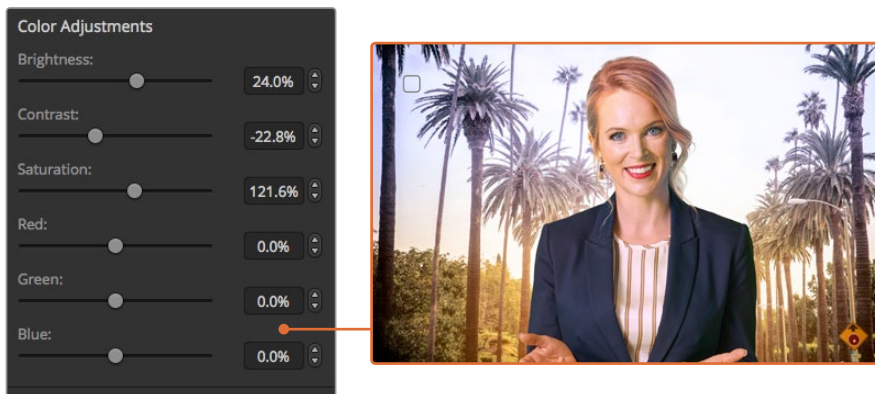 Color Adjustments
Brightness:
24.0%
Contrast:
-22.8%
Saturation:
121.6%
Red:
0.0%
Green:
0.0%
Blue:
0.0%